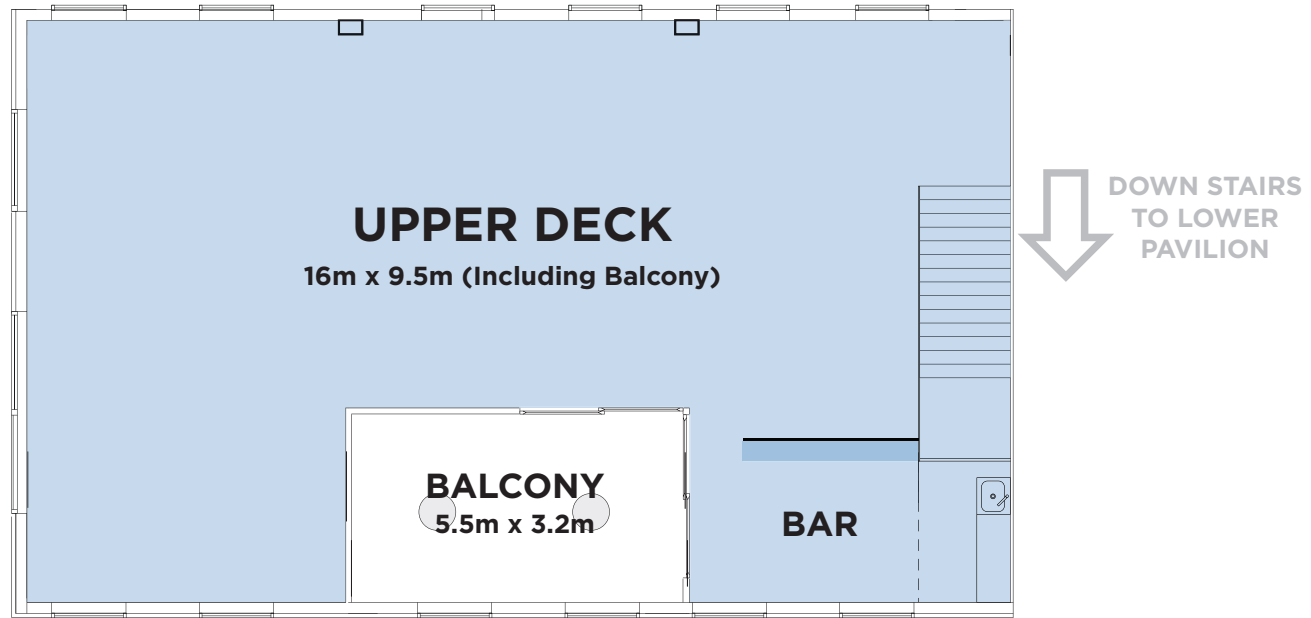 UPPER DECK
16m x 9.5m (Including Balcony)
DOWN STAIRS
TO LOWER
PAVILION
BALCONY
5.5m x 3.2m
BAR